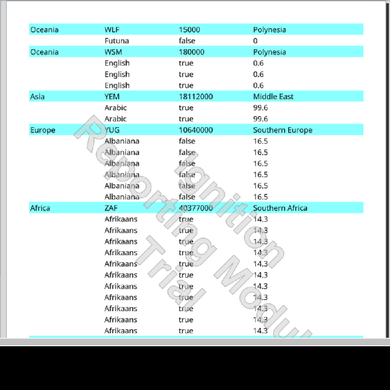 Oceania WLF 15000 Polynesia
Futuna false 0
Oceania WSM 180000 Polynesia
English true 0.6
English true 0.6
English true 0.6
Asia YEM 18112000 Middle East
Arabic true 99.6
Arabic true 99.6
Europe YUG 10640000 Southern Europe
Albaniana false 16.5
Albaniana false 16.5
Albaniana false 16.5
Albaniana false 16.5
Albaniana false 16.5
Albaniana false 16.5
Africa ZAF 40377000 Southern Africa
Afrikaans true 14.3
Afrikaans true 14.3
Afrikaans true 14.3
Afrikaans true 14.3
Afrikaans true 14.3
Afrikaans true 14.3
Afrikaans true 14.3
Afrikaans true 14.3
Afrikaans true 14.3
Afrikaans true 14.3
Afrikaans true 14.3
Ignition
Reporting Modu
Trial